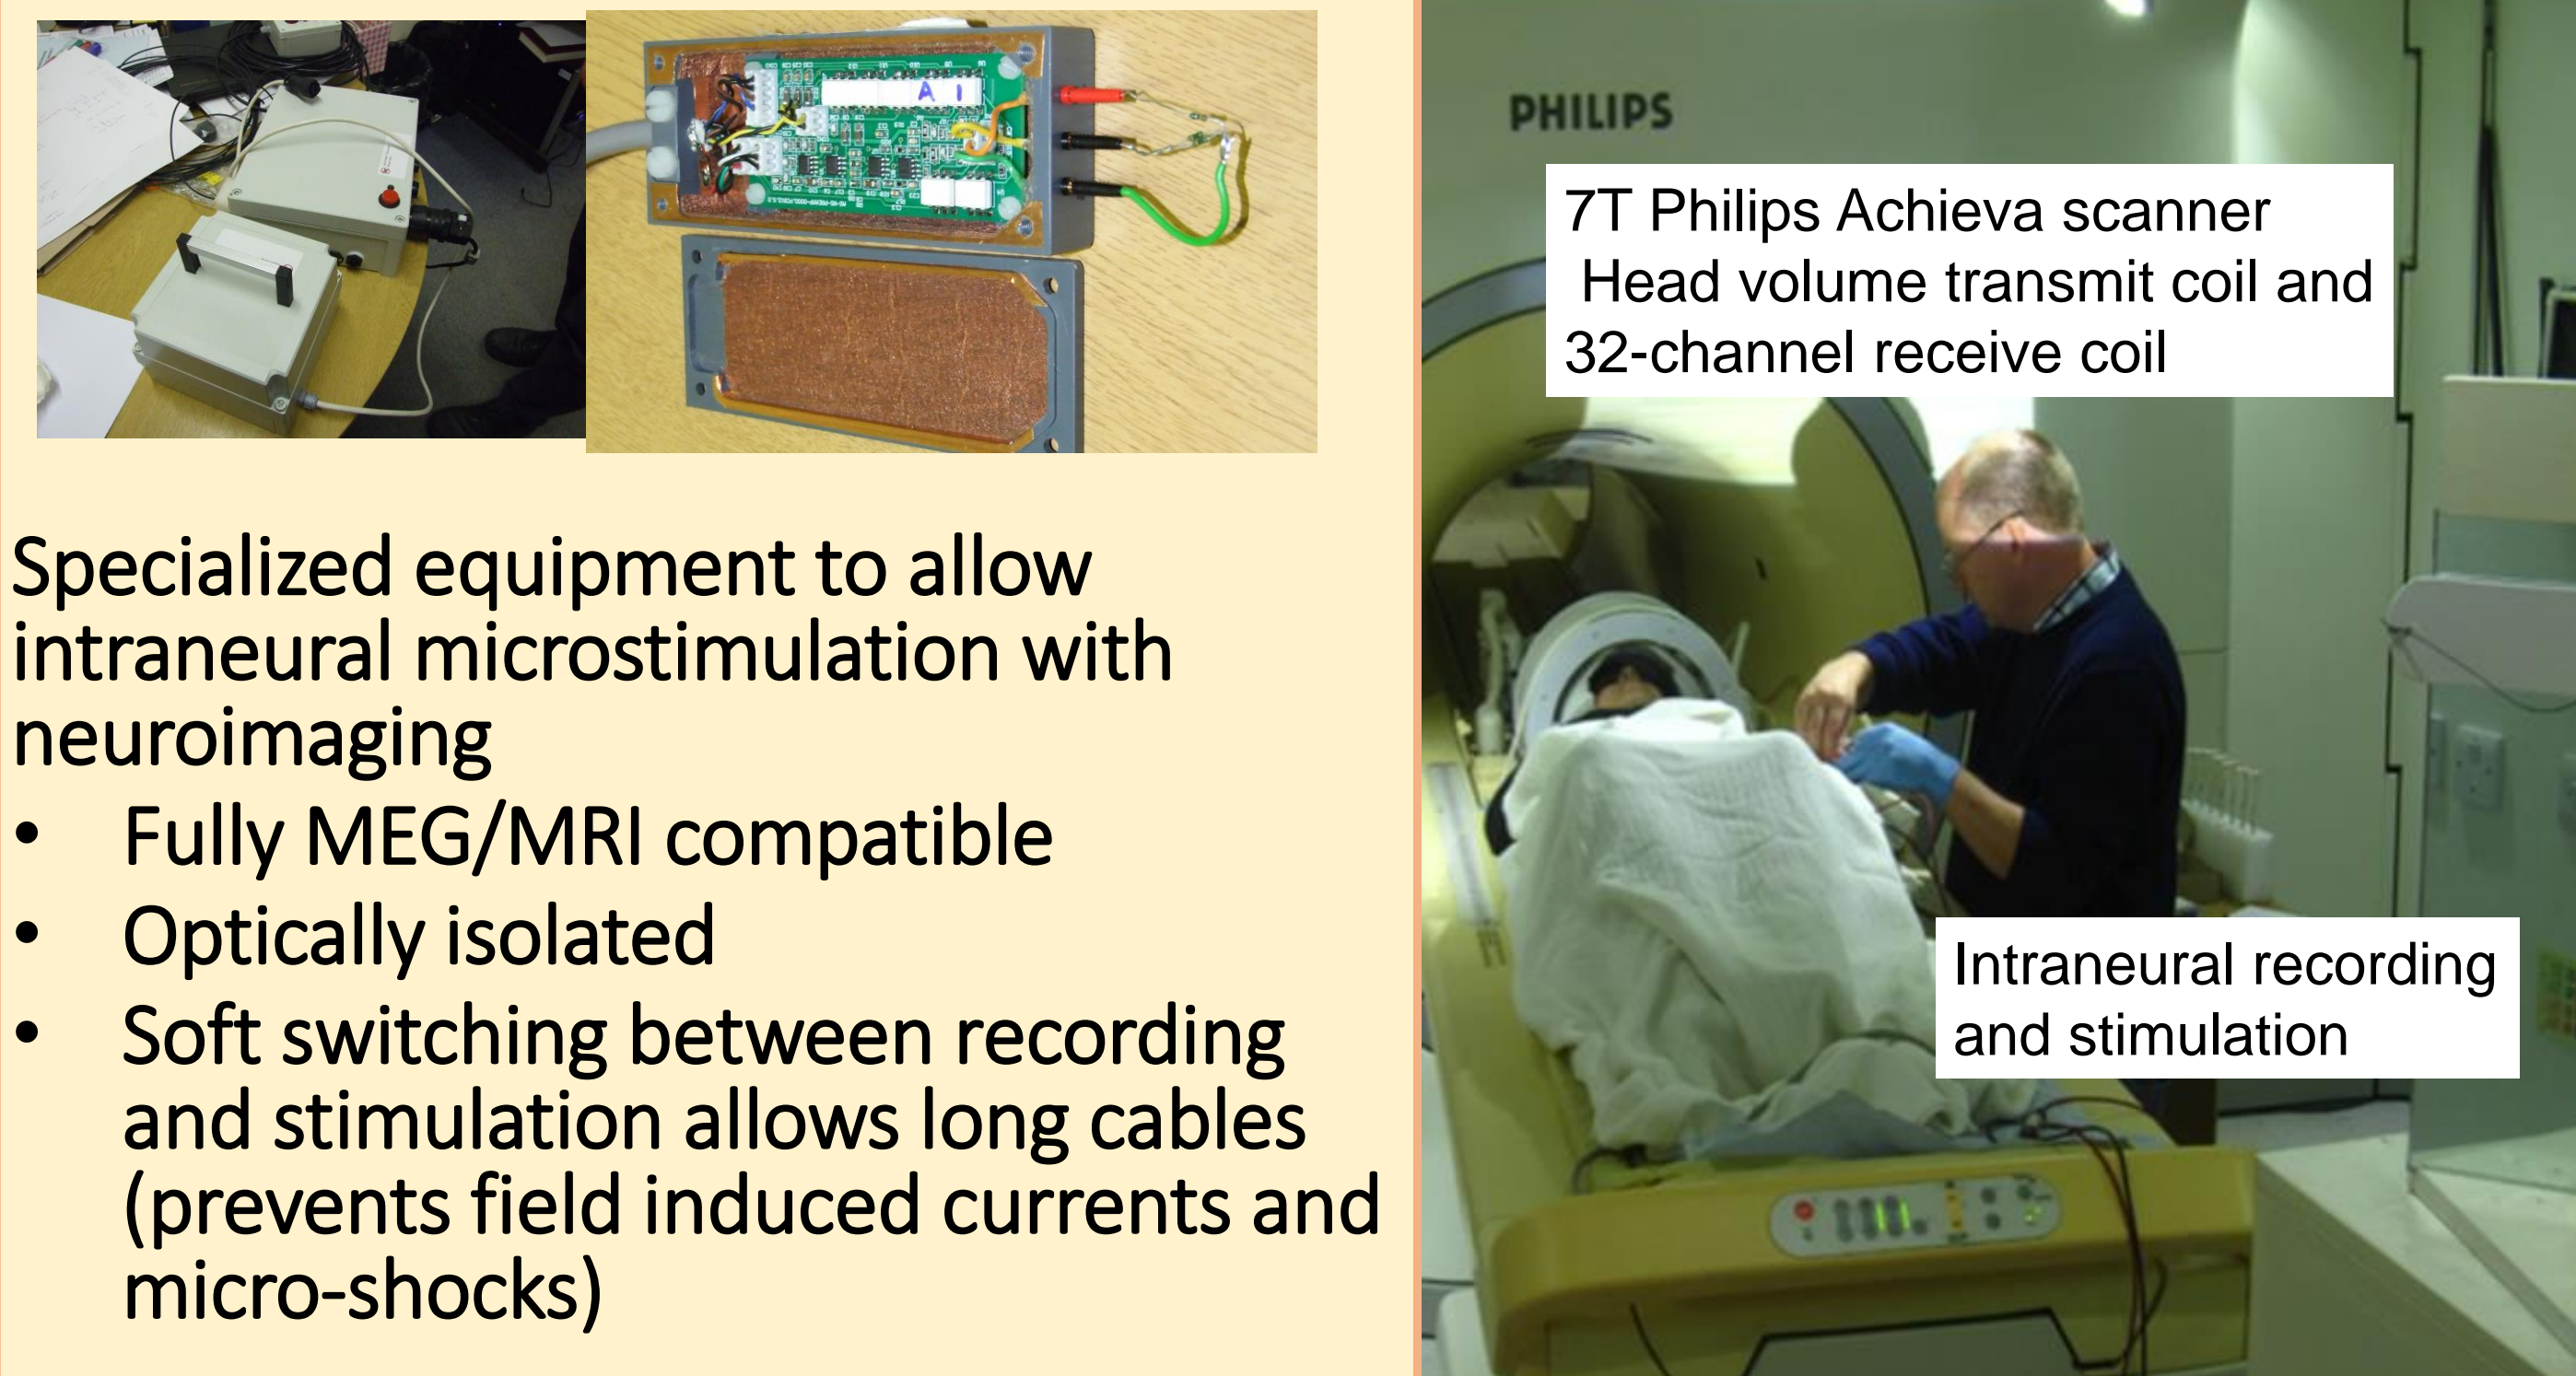 Specialized equipment to allow
intraneural microstimulation with
neuroimaging
• Fully MEG/MRI compatible
• Optically isolated
• Soft switching between recording
and stimulation allows long cables
(prevents field induced currents and
micro-shocks)
A1
PHILIPS
7T Philips Achieva scanner
Head volume transmit coil and
32-channel receive coil
Intraneural recording
and stimulation